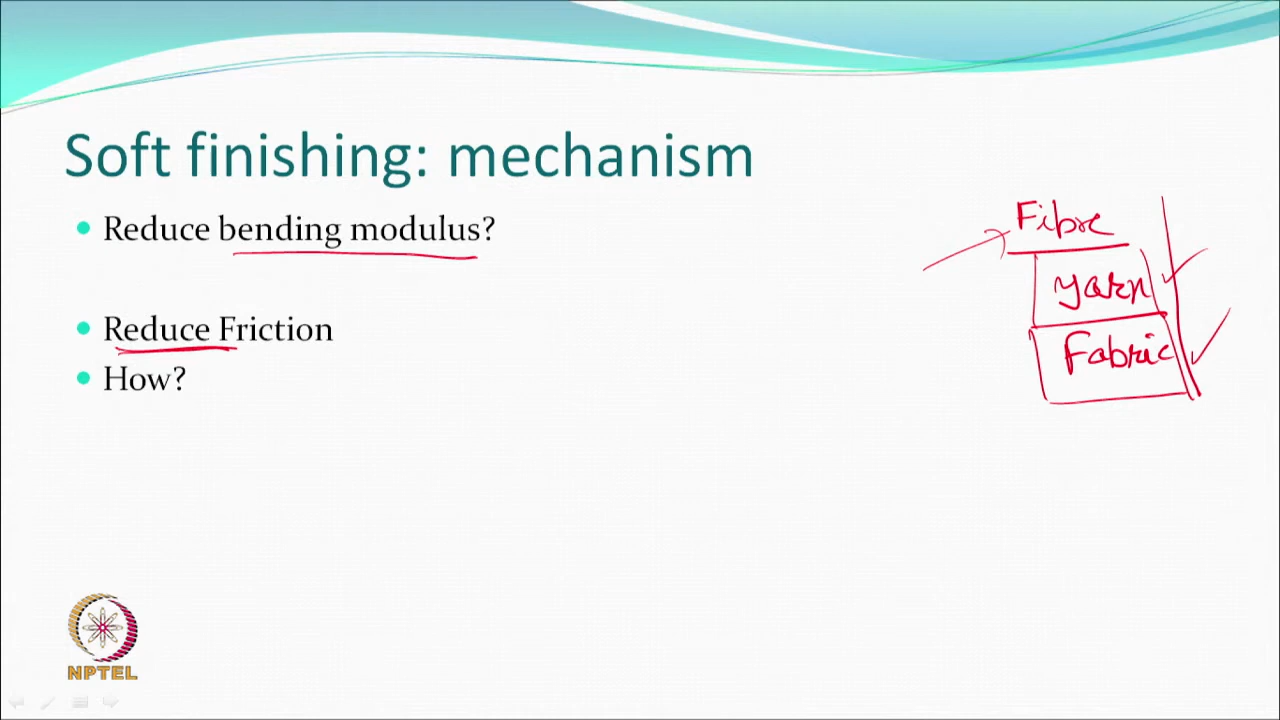 Soft finishing: mechanism
Reduce bending modulus?
Reduce Friction
How?
Fibre
Yarn
Fabric
NPTEL